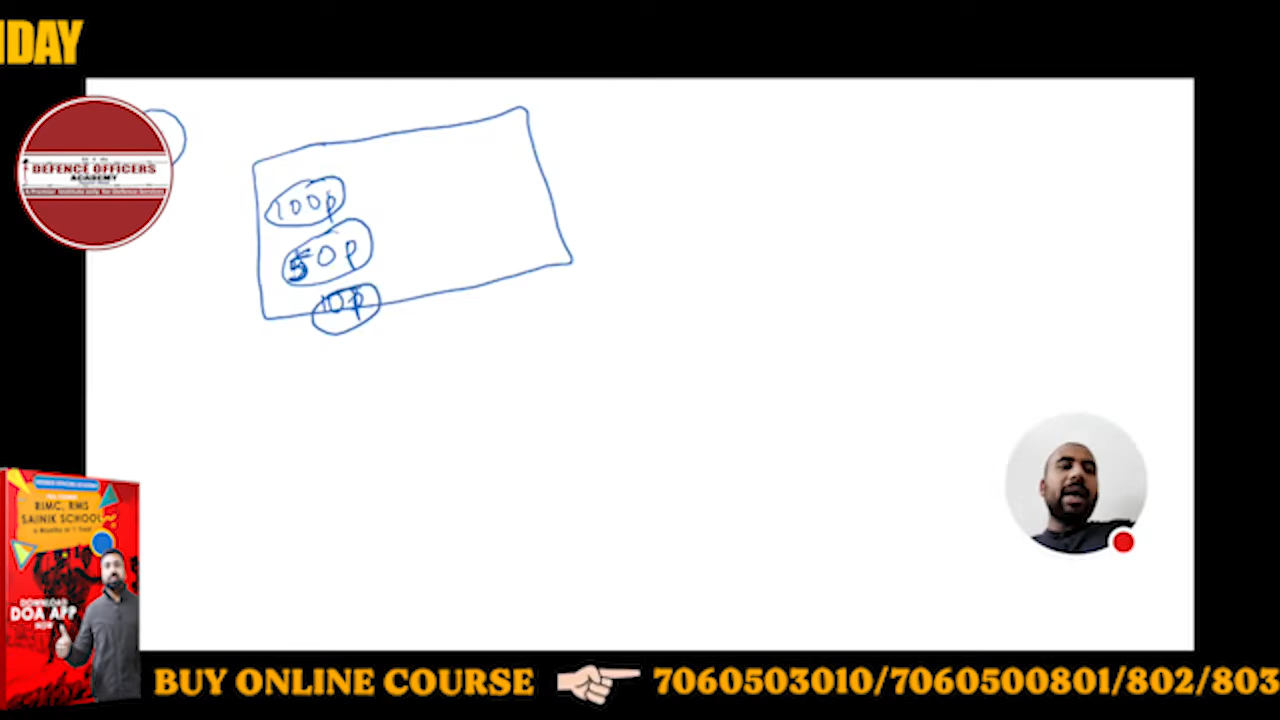 NDAY
DEFENCE OFFICERS
ACADEMY
100p
50p
10p
RIMC, RMS
SAINIK SCHOOL
DOWNLOAD
DOA APP
NOW
BUY ONLINE COURSE 7060503010/7060500801/802/803